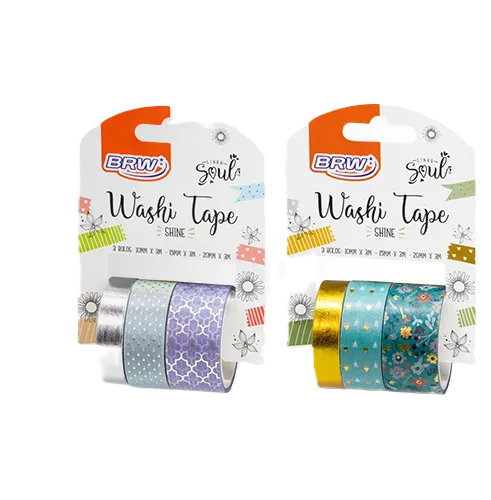 BRW
LINHA
Soul
Washi Tape
SHINE
3 ROLOS: 10MM X 3M - 15MM X 3M - 20MM X 3M
BRW
LINHA
Soul
Washi Tape
SHINE
3 ROLOS: 10MM X 3M - 15MM X 3M - 20MM X 3M